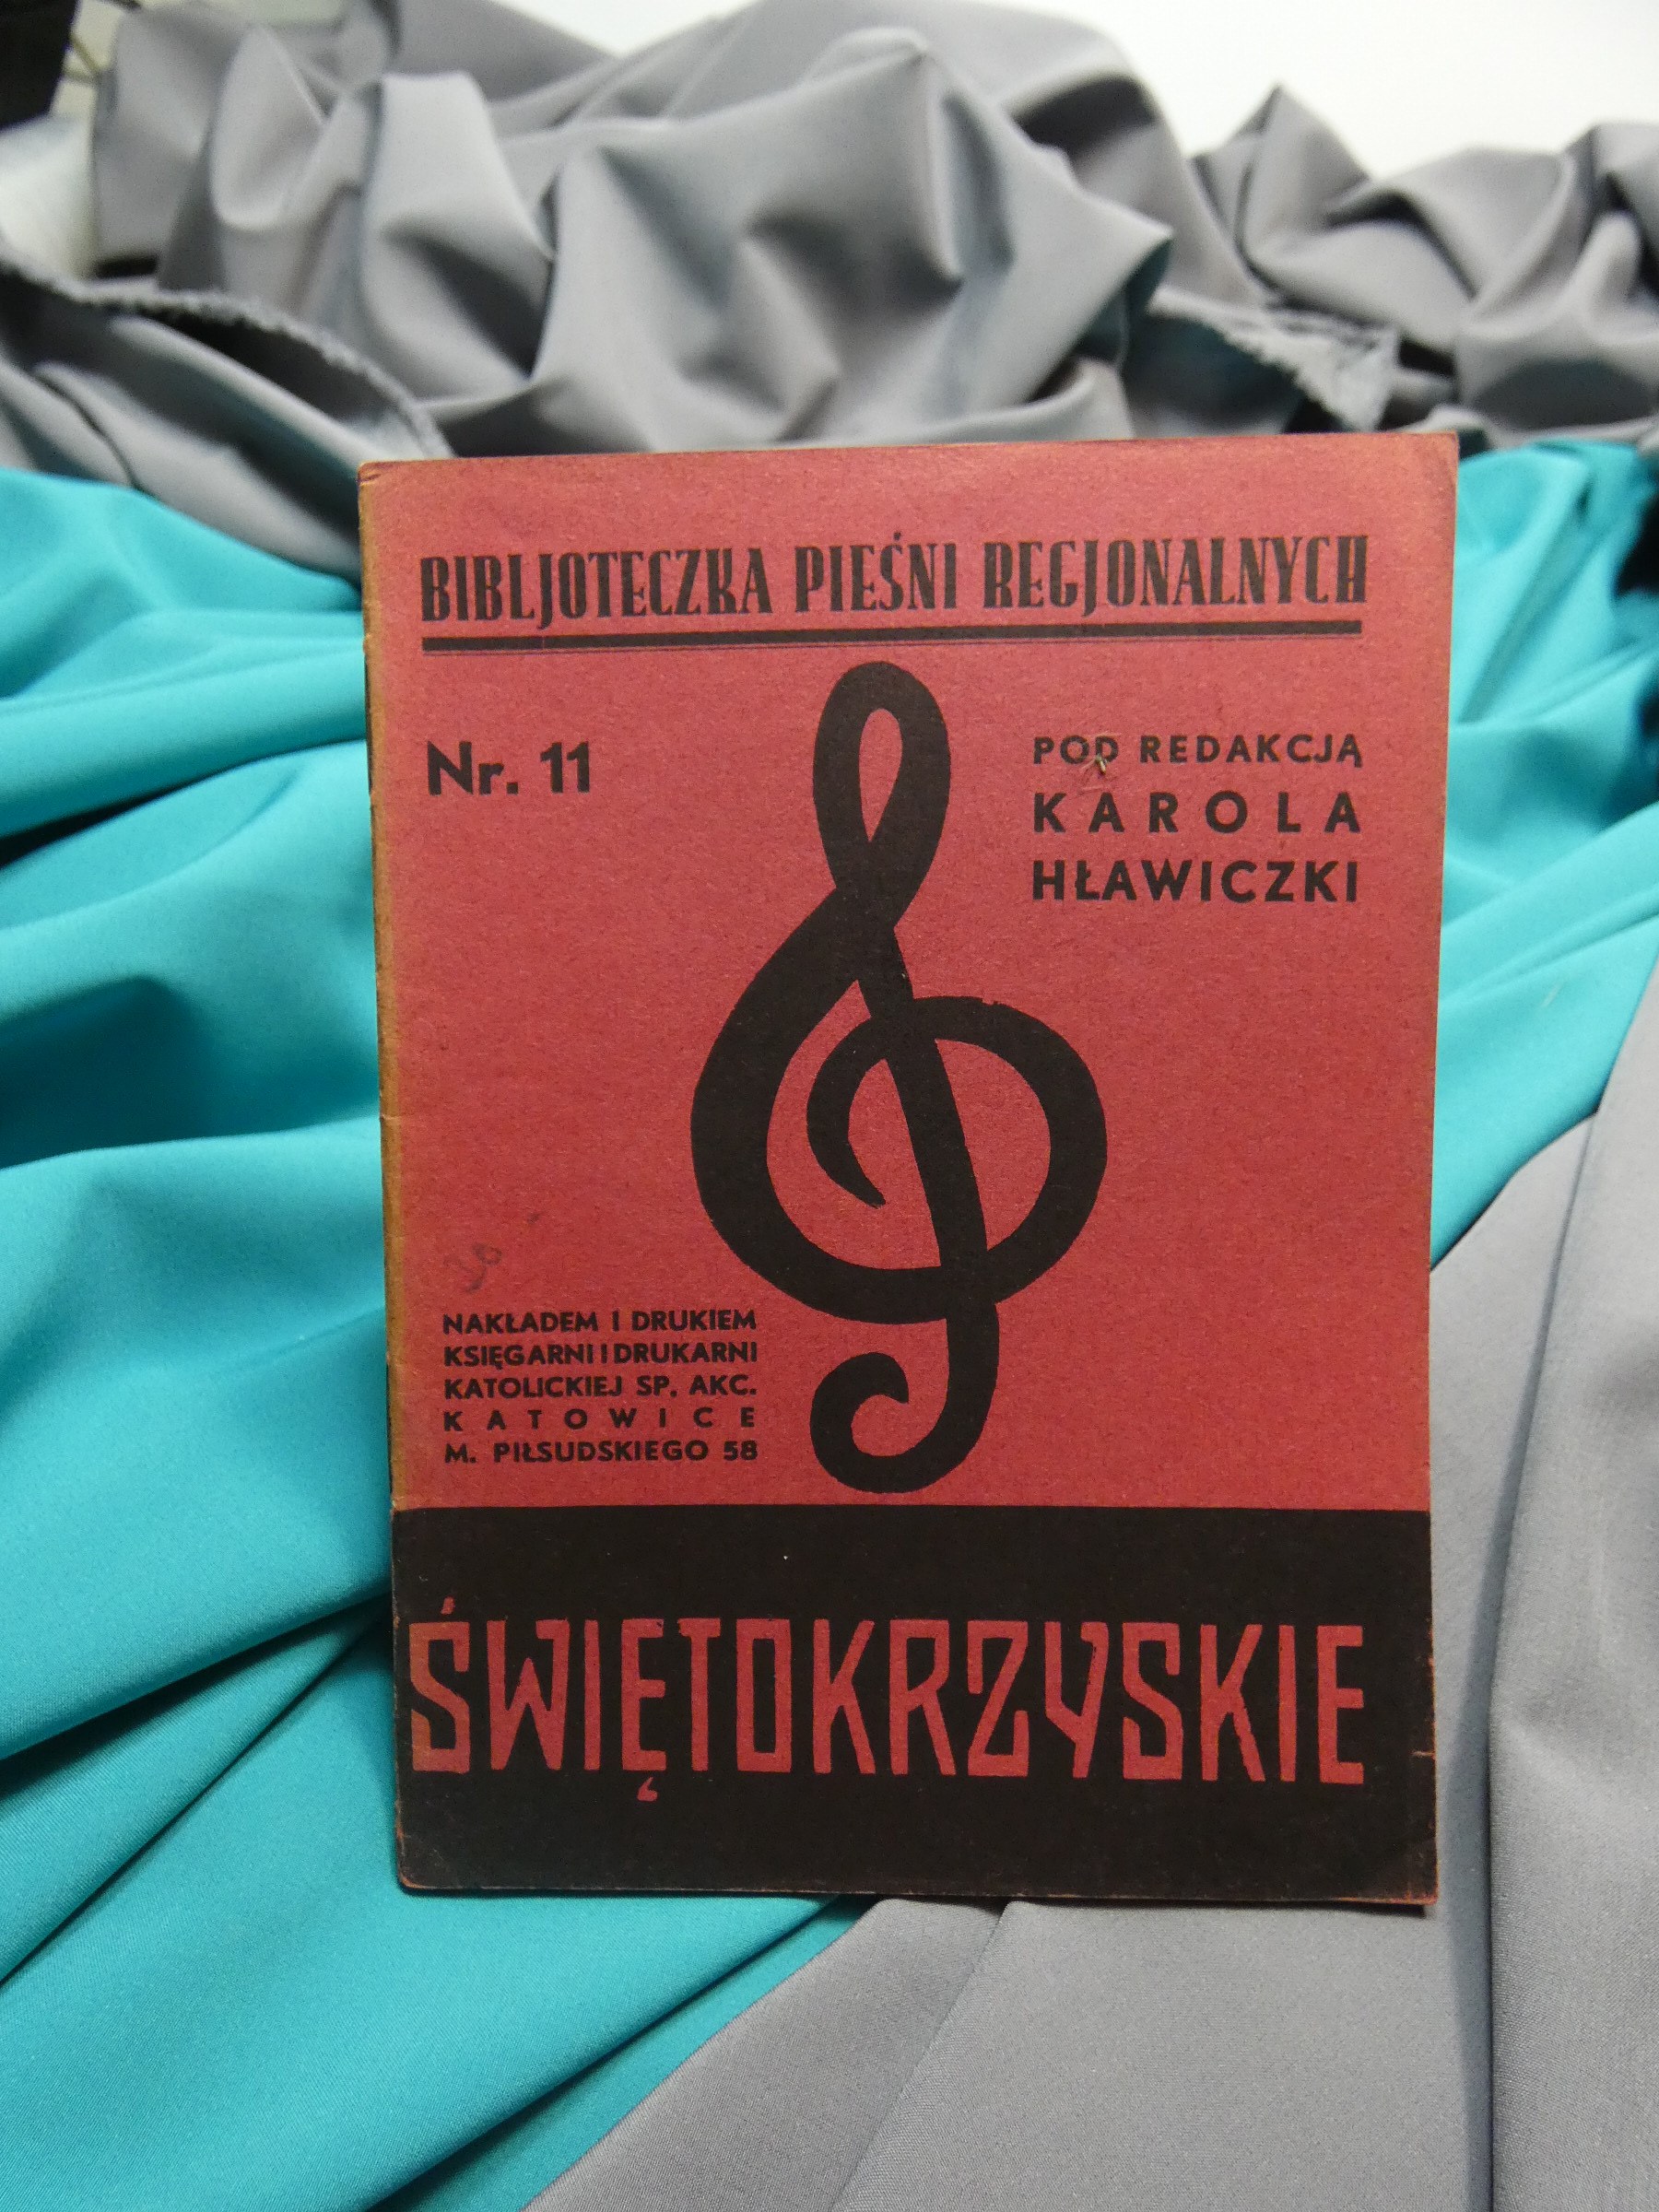 BIBLJOTECZKA PIEŚNI REGJONALNYCH
Nr. 11
POD REDAKCJĄ
KAROLA
HŁAWICZKI
NAKŁADEM I DRUKIEM
KSIĘGARNI I DRUKARNI
KATOLICKIEJ SP. AKC.
KATOWICE
M. PIŁSUDSKIEGO 58
ŚWIĘTOKRZYSKIE